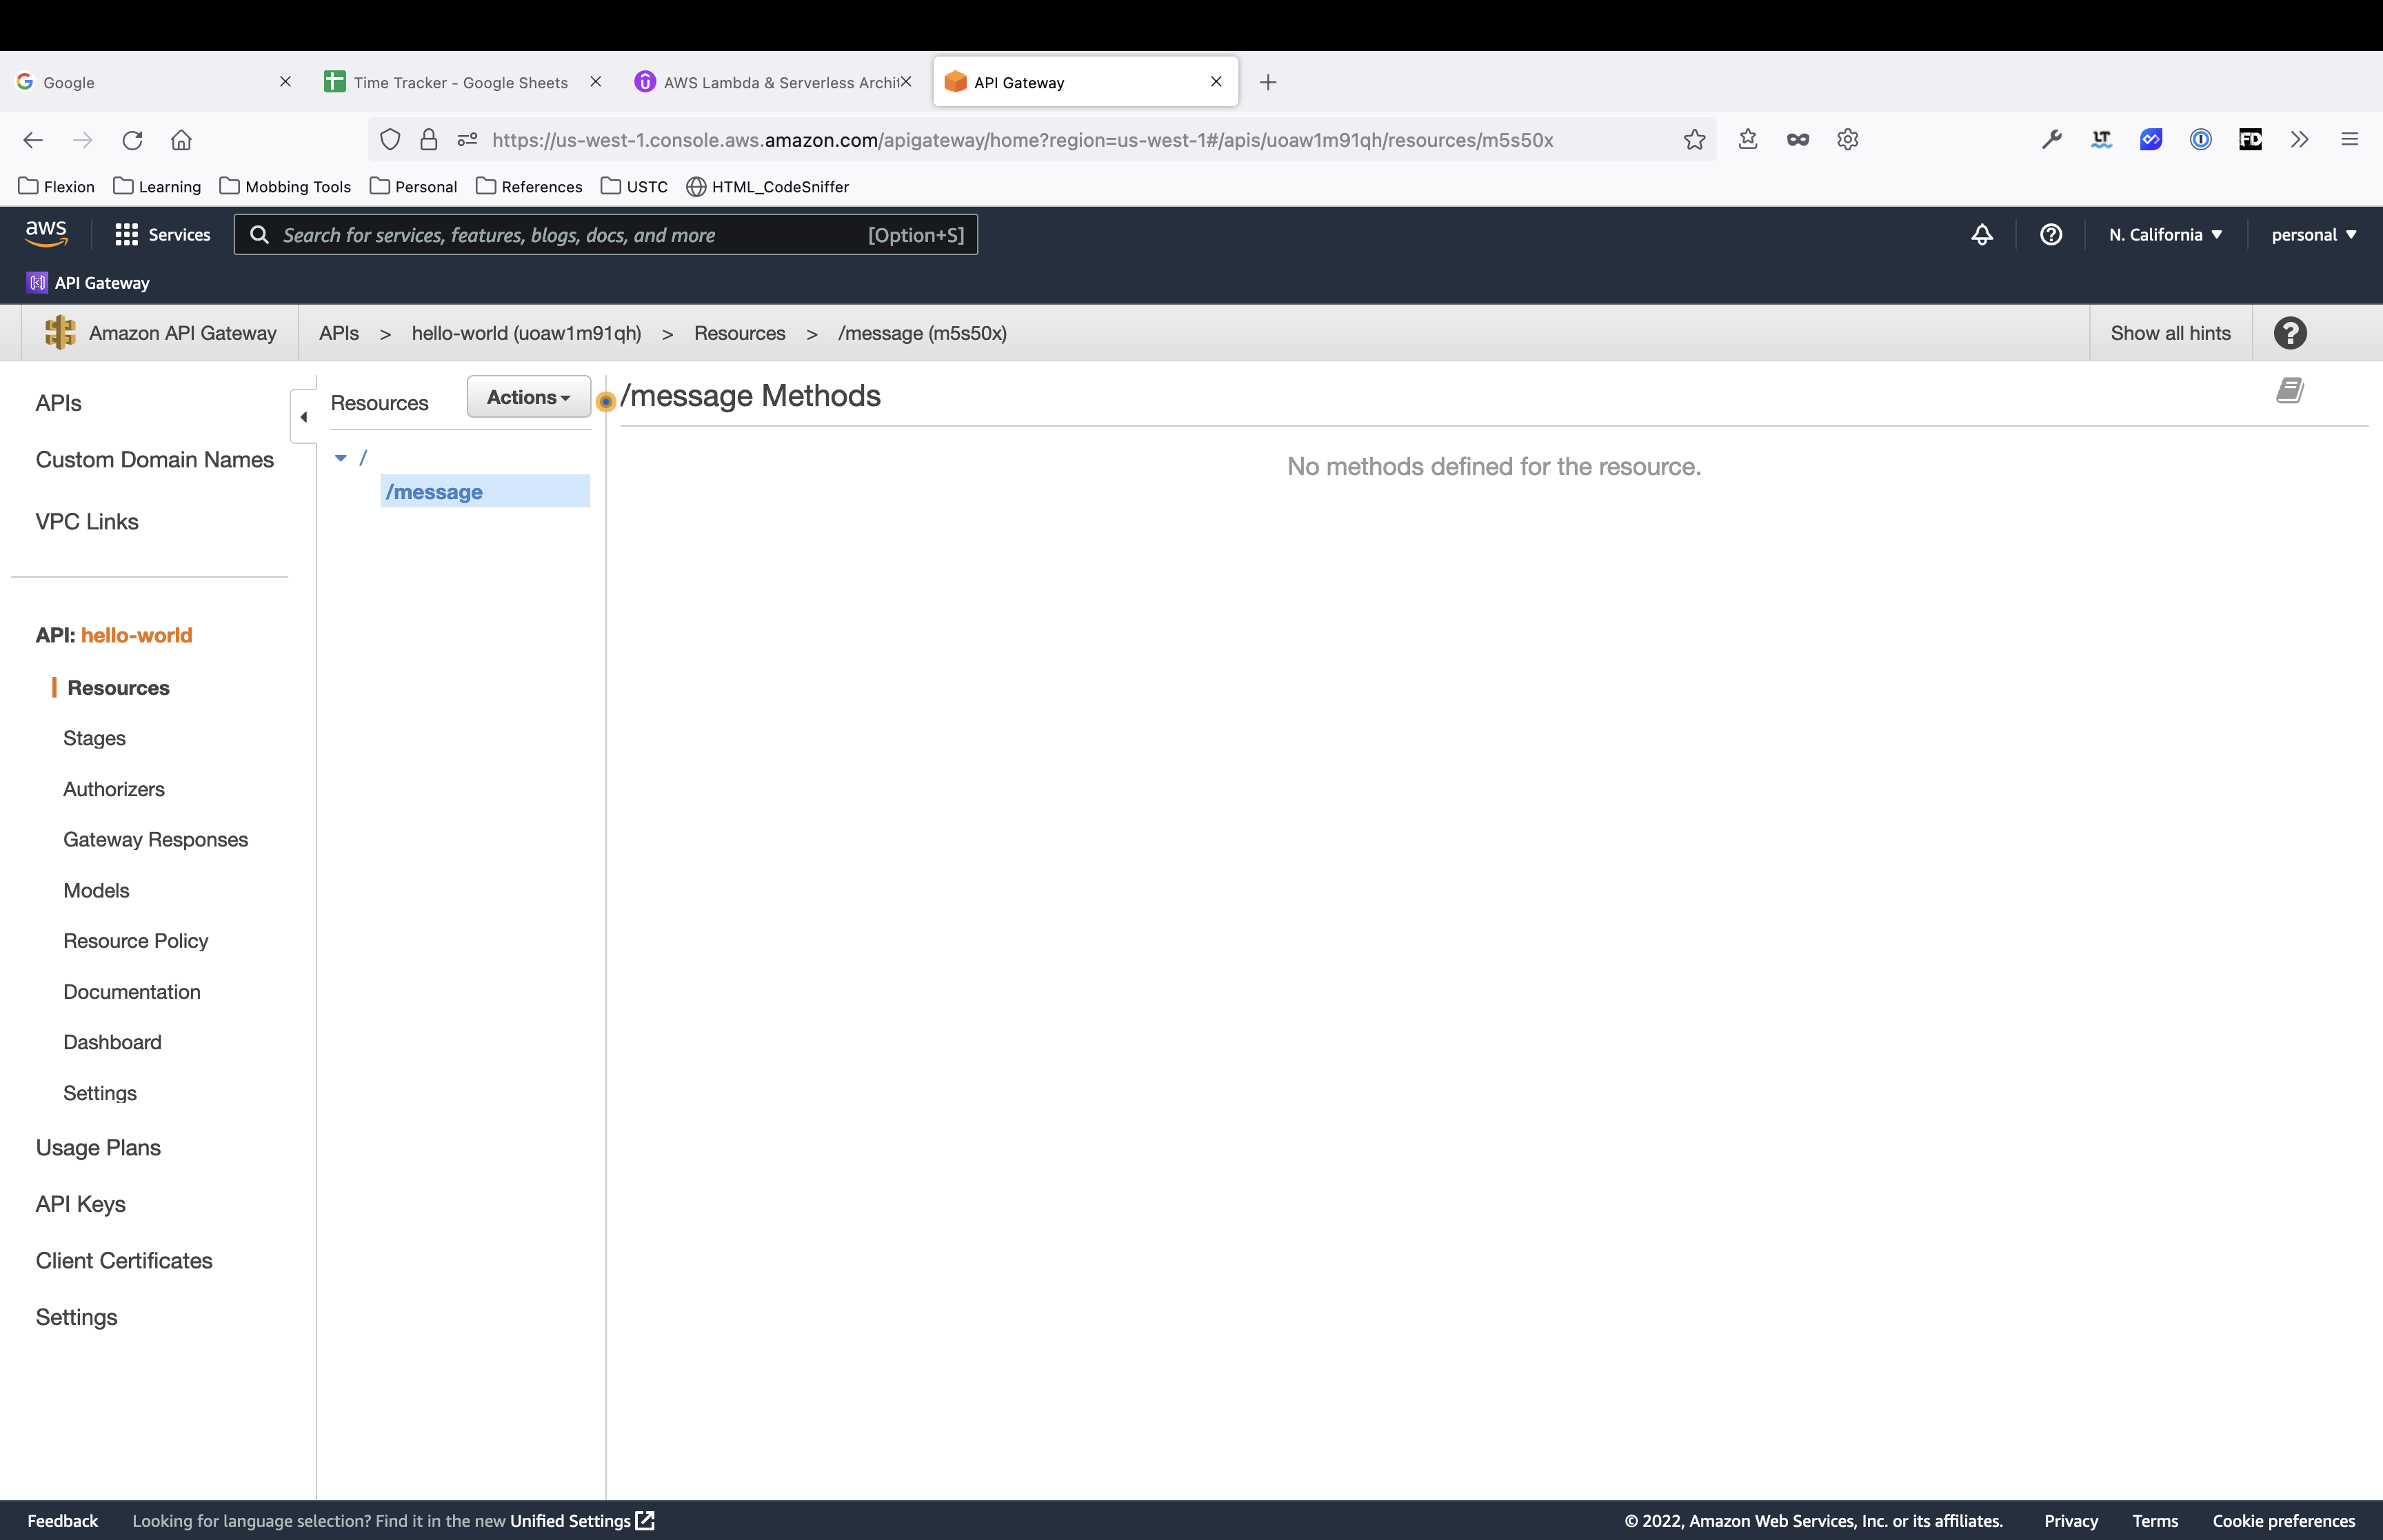 Google
Time Tracker - Google Sheets
AWS Lambda & Serverless Archit
API Gateway
https://us-west-1.console.aws.amazon.com/apigateway/home?region=us-west-1#/apis/uoaw1m91qh/resources/m5s50x
LT
FD
Flexion
Learning
Mobbing Tools
Personal
References
USTC
HTML_CodeSniffer
aws
Services
Search for services, features, blogs, docs, and more
[Option+S]
N. California
personal
API Gateway
Amazon API Gateway
APIs > hello-world (uoaw1m91qh) > Resources > /message (m5s50x)
Show all hints
APIs
Custom Domain Names
VPC Links
API: hello-world
Resources
Stages
Authorizers
Gateway Responses
Models
Resource Policy
Documentation
Dashboard
Settings
Usage Plans
API Keys
Client Certificates
Settings
Resources
Actions
/
/message
/message Methods
No methods defined for the resource.
Feedback
Looking for language selection? Find it in the new Unified Settings
© 2022, Amazon Web Services, Inc. or its affiliates.
Privacy
Terms
Cookie preferences